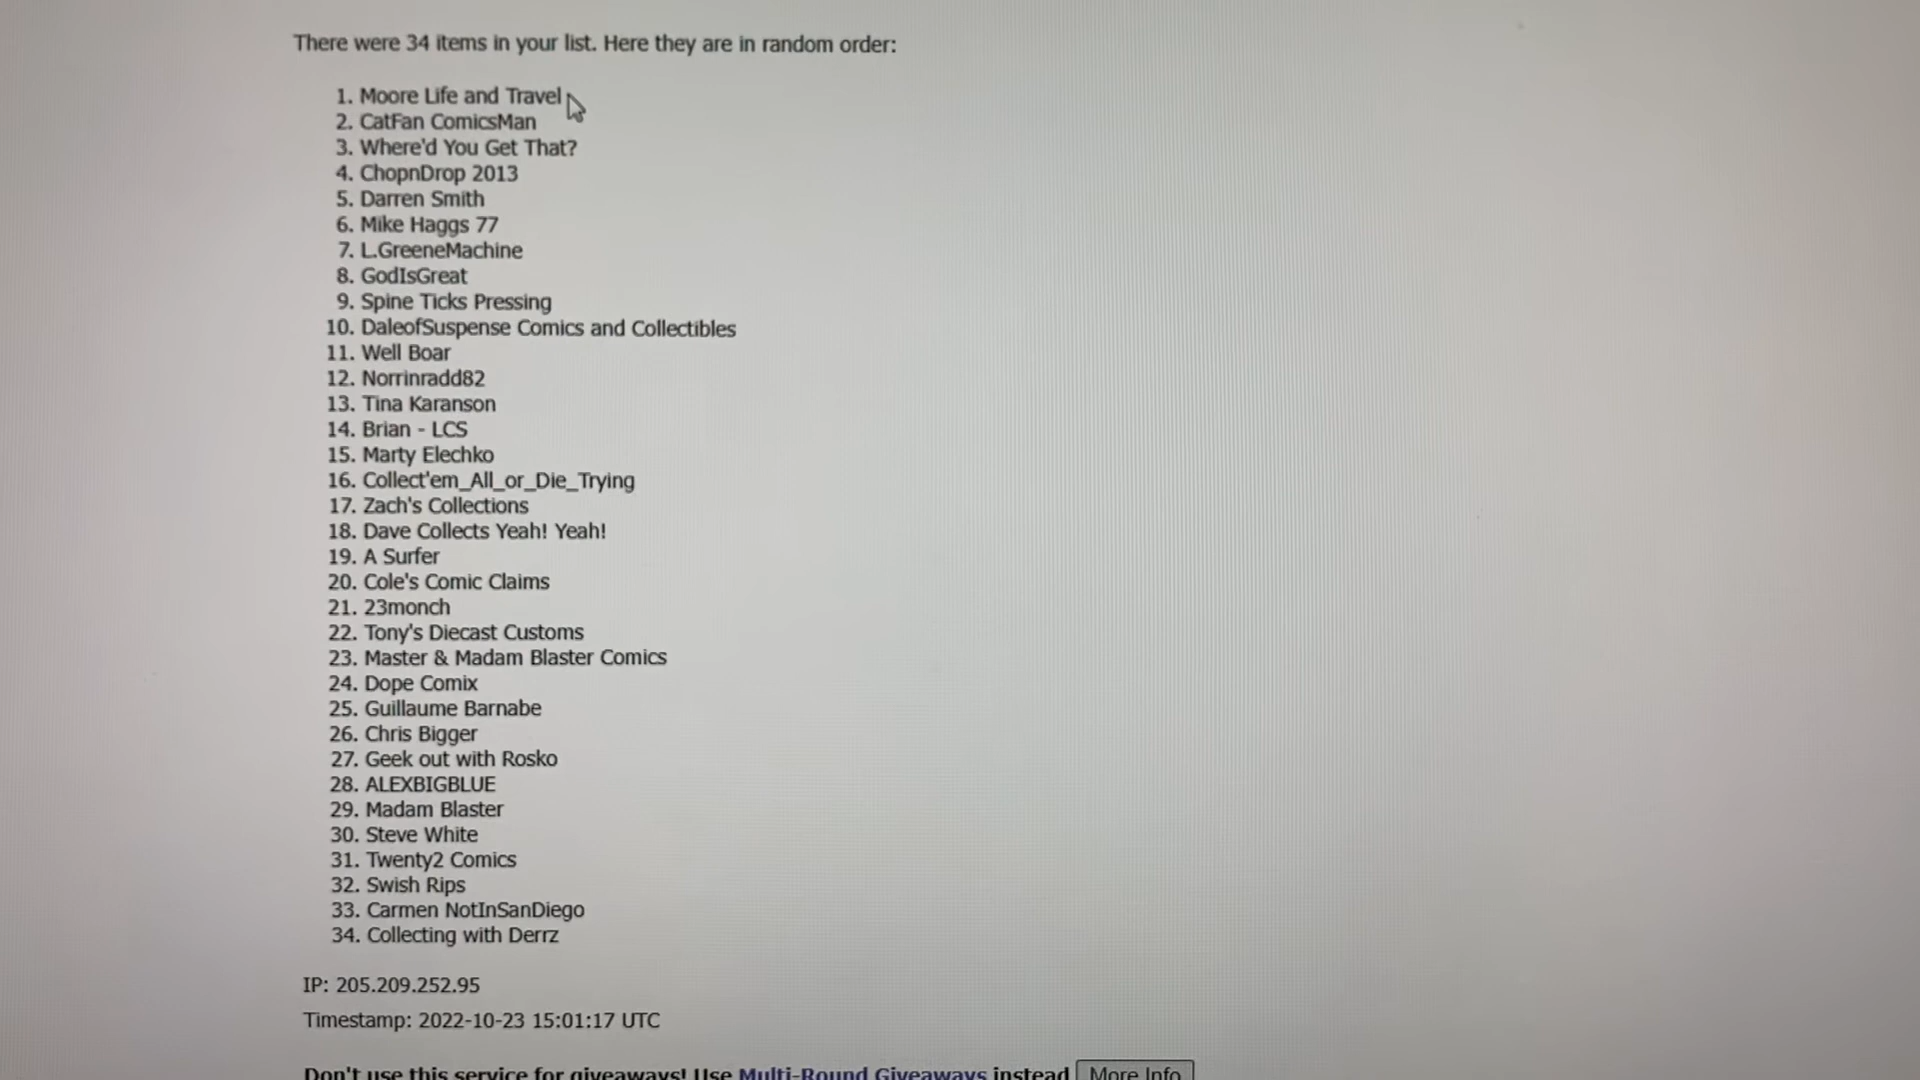 There were 34 items in your list. Here they are in random order:
1. Moore Life and Travel
2. CatFan ComicsMan
3. Where'd You Get That?
4. ChopnDrop 2013
5. Darren Smith
6. Mike Haggs 77
7. L.GreeneMachine
8. GodIsGreat
9. Spine Ticks Pressing
10. DaleofSuspense Comics and Collectibles
11. Well Boar
12. Norrinradd82
13. Tina Karanson
14. Brian - LCS
15. Marty Elechko
16. Collect'em_All_or_Die_Trying
17. Zach's Collections
18. Dave Collects Yeah! Yeah!
19. A Surfer
20. Cole's Comic Claims
21. 23monch
22. Tony's Diecast Customs
23. Master & Madam Blaster Comics
24. Dope Comix
25. Guillaume Barnabe
26. Chris Bigger
27. Geek out with Rosko
28. ALEXBIGBLUE
29. Madam Blaster
30. Steve White
31. Twenty2 Comics
32. Swish Rips
33. Carmen NotInSanDiego
34. Collecting with Derrz
IP: 205.209.252.95
Timestamp: 2022-10-23 15:01:17 UTC
Don't use this service for giveaways! Use Multi-Round Giveaways instead More Info